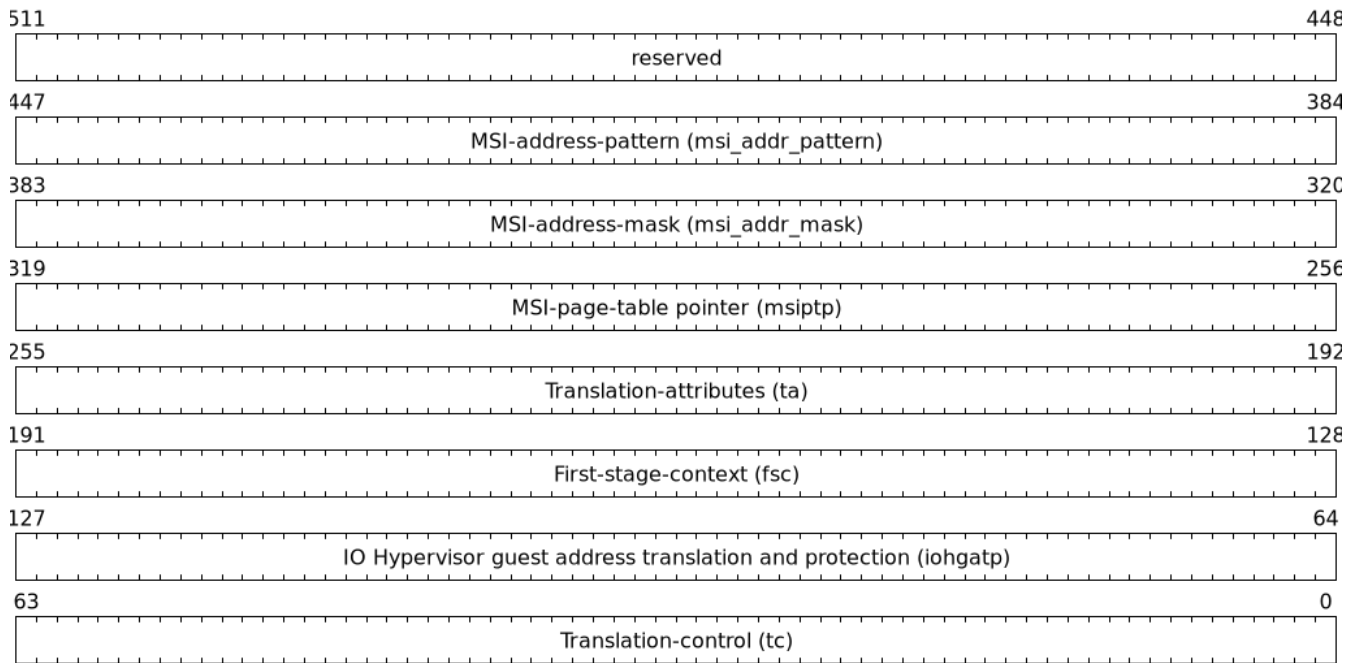 511 448
reserved
447 384
MSI-address-pattern (msi_addr_pattern)
383 320
MSI-address-mask (msi_addr_mask)
319 256
MSI-page-table pointer (msiptp)
255 192
Translation-attributes (ta)
191 128
First-stage-context (fsc)
127 64
IO Hypervisor guest address translation and protection (iohgatp)
63 0
Translation-control (tc)